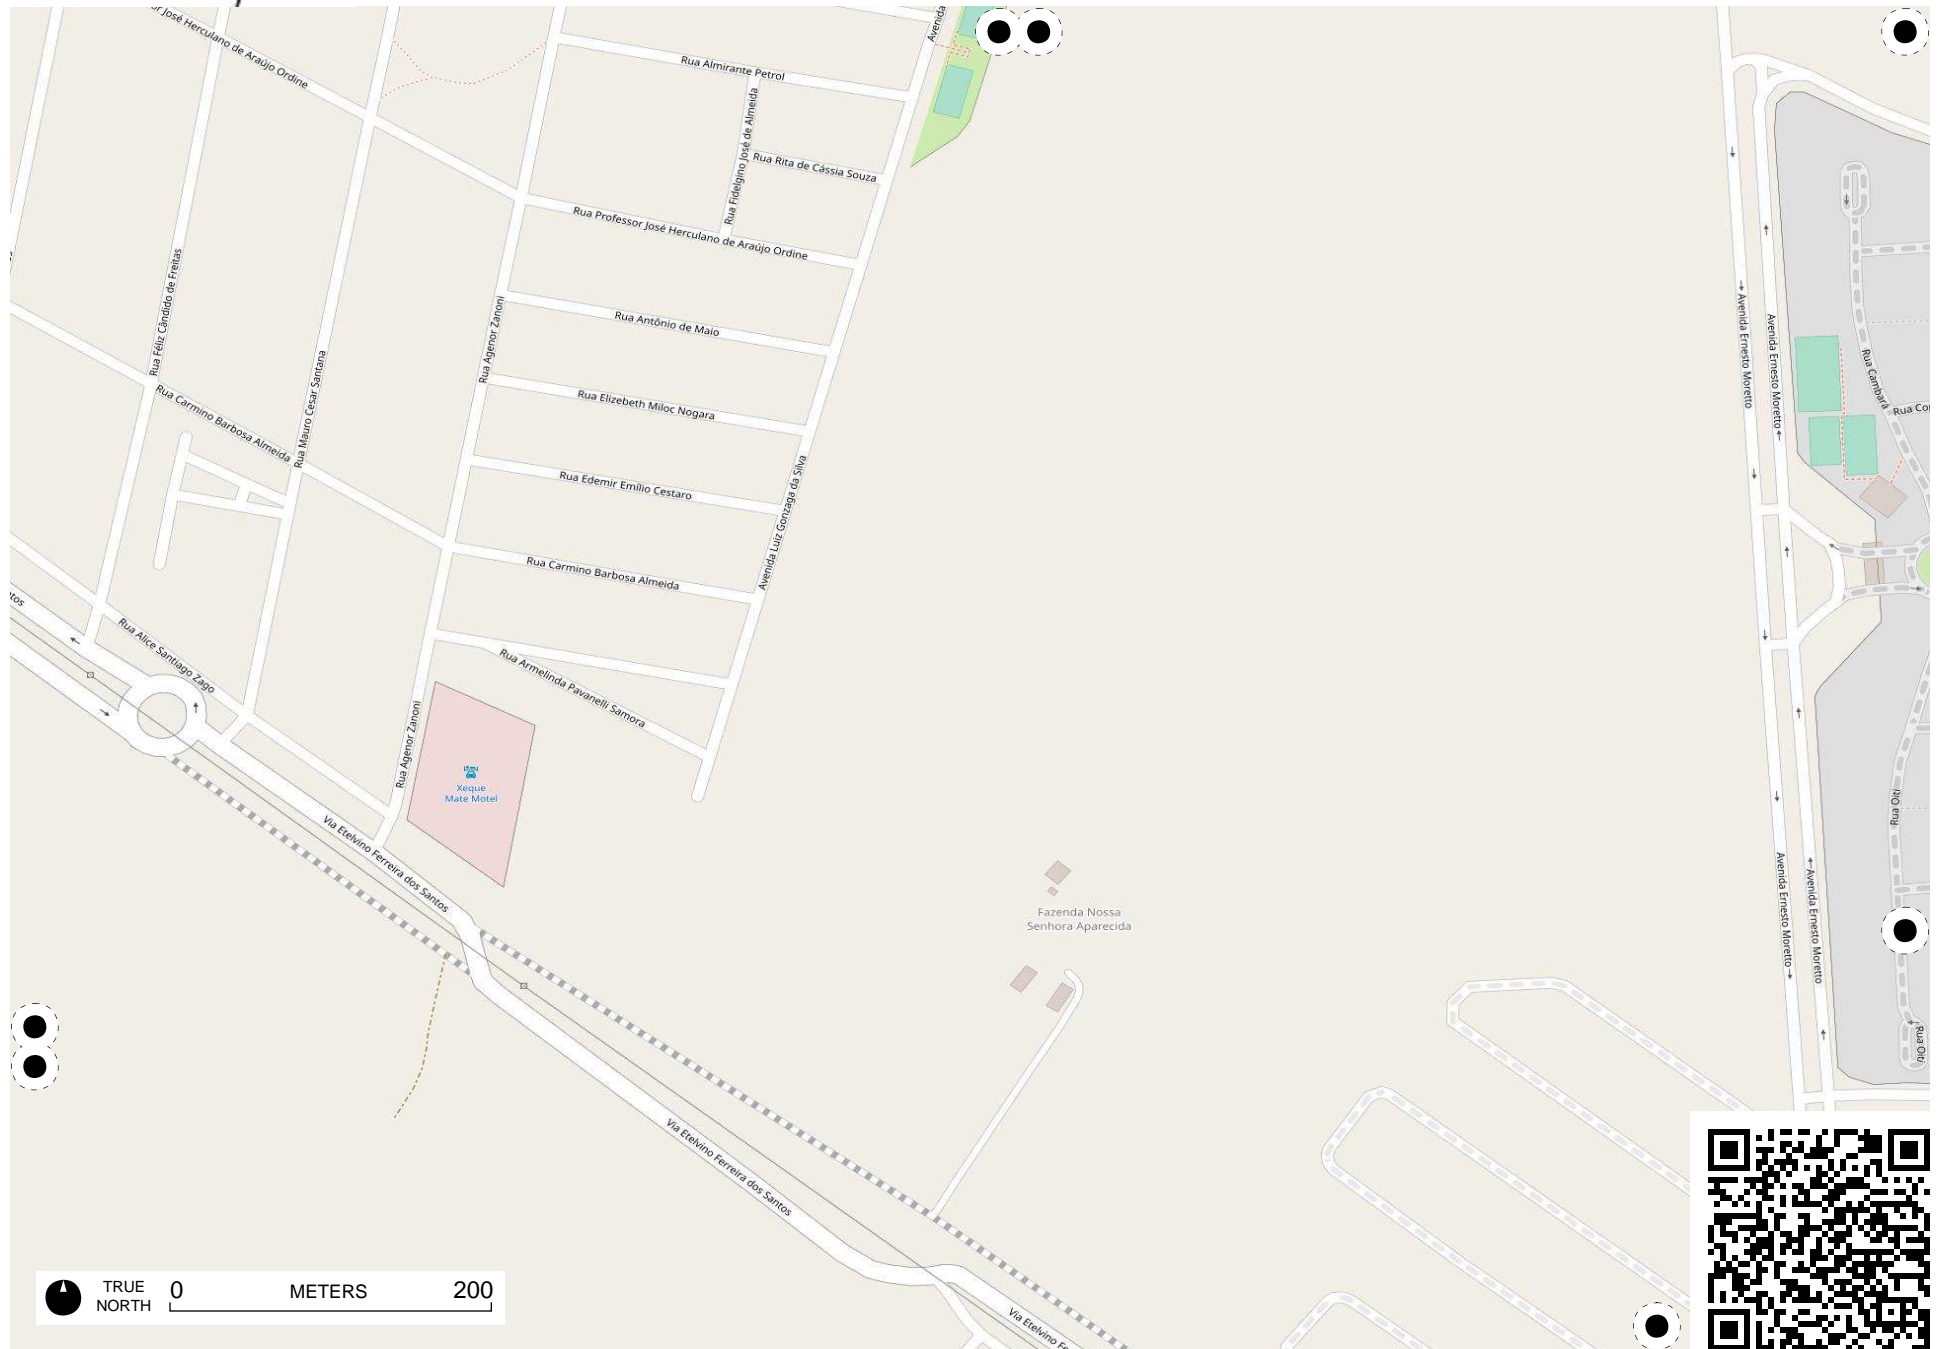 José Herculano de Araújo Ordine
Avenida
Rua Almirante Petrol
Rua Fidelgino José de Almeida
Rua Rita de Cássia Souza
Rua Professor José Herculano de Araújo Ordine
Rua Féliz Cândido de Freitas
Rua Agenor Zanoni
Rua Antônio de Maio
Avenida Ernesto Moretto
Avenida Ernesto Moretto
Rua Mauro Cesar Santana
Rua Cambará
Rua Elizebeth Miloc Nogara
Rua Carmino Barbosa Almeida
Rua Edemir Emílio Cestaro
Avenida Luiz Gonzaga da Silva
Rua Carmino Barbosa Almeida
Rua Alice Santiago Zago
Rua Armelinda Pavanelli Samora
Rua Agenor Zanoni
Xeque
Mate Motel
Rua Oiti
Via Etelvino Ferreira dos Santos
Avenida Ernesto Moretto
Avenida Ernesto Moretto
Fazenda Nossa
Senhora Aparecida
Rua Oiti
Via Etelvino Ferreira dos Santos
Via Etelvino
TRUE
NORTH
0 METERS 200